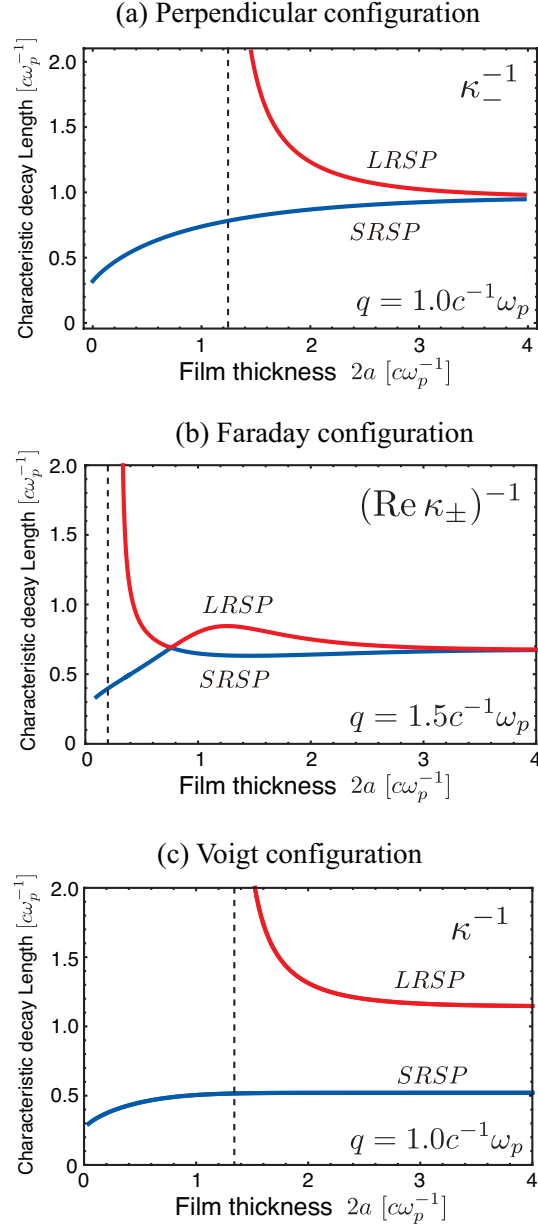 (a) Perpendicular configuration
Characteristic decay Length [cω_p^{-1}]
2.0
1.5
1.0
0.5
0
κ_-^{-1}
LRSP
SRSP
q = 1.0c^{-1}ω_p
0 1 2 3 4
Film thickness 2a [cω_p^{-1}]
(b) Faraday configuration
Characteristic decay Length [cω_p^{-1}]
2.0
1.5
1.0
0.5
0
(Re κ_±)^{-1}
LRSP
SRSP
q = 1.5c^{-1}ω_p
0 1 2 3 4
Film thickness 2a [cω_p^{-1}]
(c) Voigt configuration
Characteristic decay Length [cω_p^{-1}]
2.0
1.5
1.0
0.5
0
κ^{-1}
LRSP
SRSP
q = 1.0c^{-1}ω_p
0 1 2 3 4
Film thickness 2a [cω_p^{-1}]